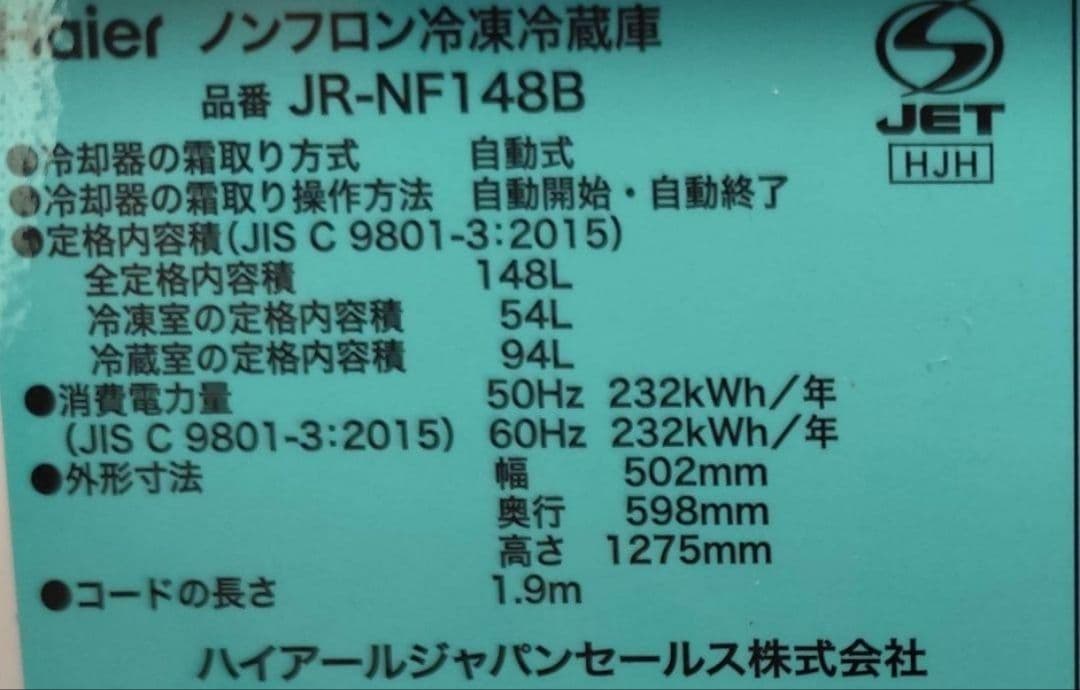 Haier ノンフロン冷凍冷蔵庫
品番 JR-NF148B
JET
HJH
●冷却器の霜取り方式 自動式
●冷却器の霜取り操作方法 自動開始・自動終了
●定格内容積(JIS C 9801-3:2015)
全定格内容積 148L
冷凍室の定格内容積 54L
冷蔵室の定格内容積 94L
●消費電力量 50Hz 232kWh/年
(JIS C 9801-3:2015) 60Hz 232kWh/年
●外形寸法 幅 502mm
奥行 598mm
高さ 1275mm
●コードの長さ 1.9m
ハイアールジャパンセールス株式会社